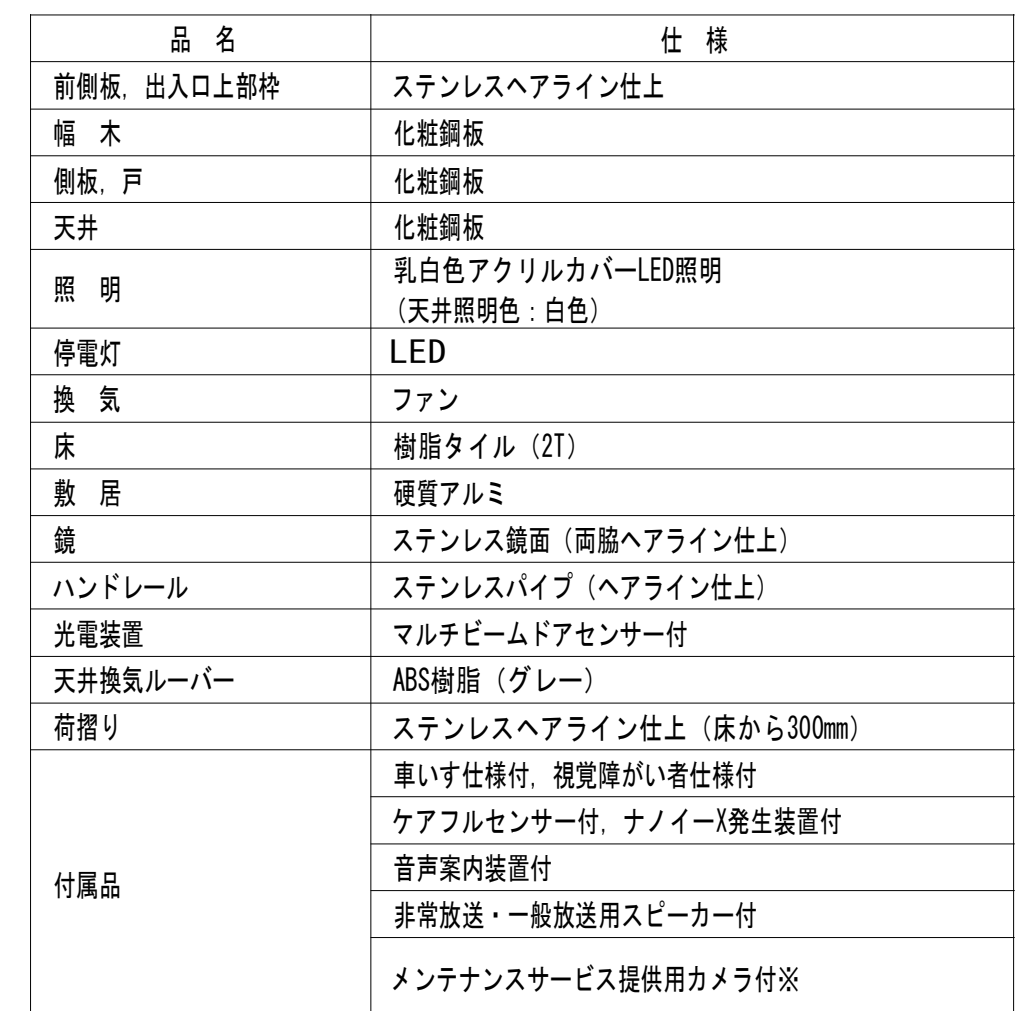 品　名　仕　様
前側板，出入口上部枠　ステンレスヘアライン仕上
幅　木　化粧鋼板
側板，戸　化粧鋼板
天井　化粧鋼板
照　明　乳白色アクリルカバーLED照明
（天井照明色：白色）
停電灯　LED
換　気　ファン
床　樹脂タイル（2T）
敷　居　硬質アルミ
鏡　ステンレス鏡面（両脇ヘアライン仕上）
ハンドレール　ステンレスパイプ（ヘアライン仕上）
光電装置　マルチビームドアセンサー付
天井換気ルーバー　ABS樹脂（グレー）
荷摺り　ステンレスヘアライン仕上（床から300mm）
付属品　車いす仕様付，視覚障がい者仕様付
ケアフルセンサー付，ナノイーX発生装置付
音声案内装置付
非常放送・一般放送用スピーカー付
メンテナンスサービス提供用カメラ付※